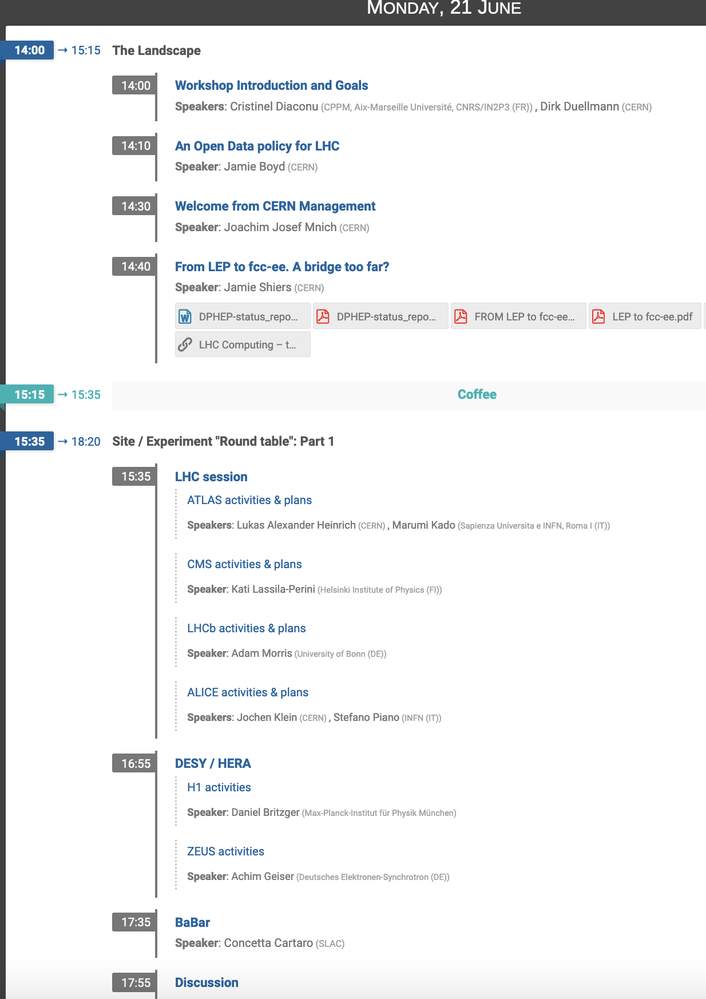 MONDAY, 21 JUNE
14:00 → 15:15 The Landscape
14:00 Workshop Introduction and Goals
Speakers: Cristinel Diaconu (CPPM, Aix-Marseille Université, CNRS/IN2P3 (FR)) , Dirk Duellmann (CERN)
14:10 An Open Data policy for LHC
Speaker: Jamie Boyd (CERN)
14:30 Welcome from CERN Management
Speaker: Joachim Josef Mnich (CERN)
14:40 From LEP to fcc-ee. A bridge too far?
Speaker: Jamie Shiers (CERN)
DPHEP-status_repo... DPHEP-status_repo... FROM LEP to fcc-ee... LEP to fcc-ee.pdf
LHC Computing – t...
15:15 → 15:35 Coffee
15:35 → 18:20 Site / Experiment "Round table": Part 1
15:35 LHC session
ATLAS activities & plans
Speakers: Lukas Alexander Heinrich (CERN) , Marumi Kado (Sapienza Universita e INFN, Roma I (IT))
CMS activities & plans
Speaker: Kati Lassila-Perini (Helsinki Institute of Physics (FI))
LHCb activities & plans
Speaker: Adam Morris (University of Bonn (DE))
ALICE activities & plans
Speakers: Jochen Klein (CERN) , Stefano Piano (INFN (IT))
16:55 DESY / HERA
H1 activities
Speaker: Daniel Britzger (Max-Planck-Institut für Physik München)
ZEUS activities
Speaker: Achim Geiser (Deutsches Elektronen-Synchrotron (DE))
17:35 BaBar
Speaker: Concetta Cartaro (SLAC)
17:55 Discussion